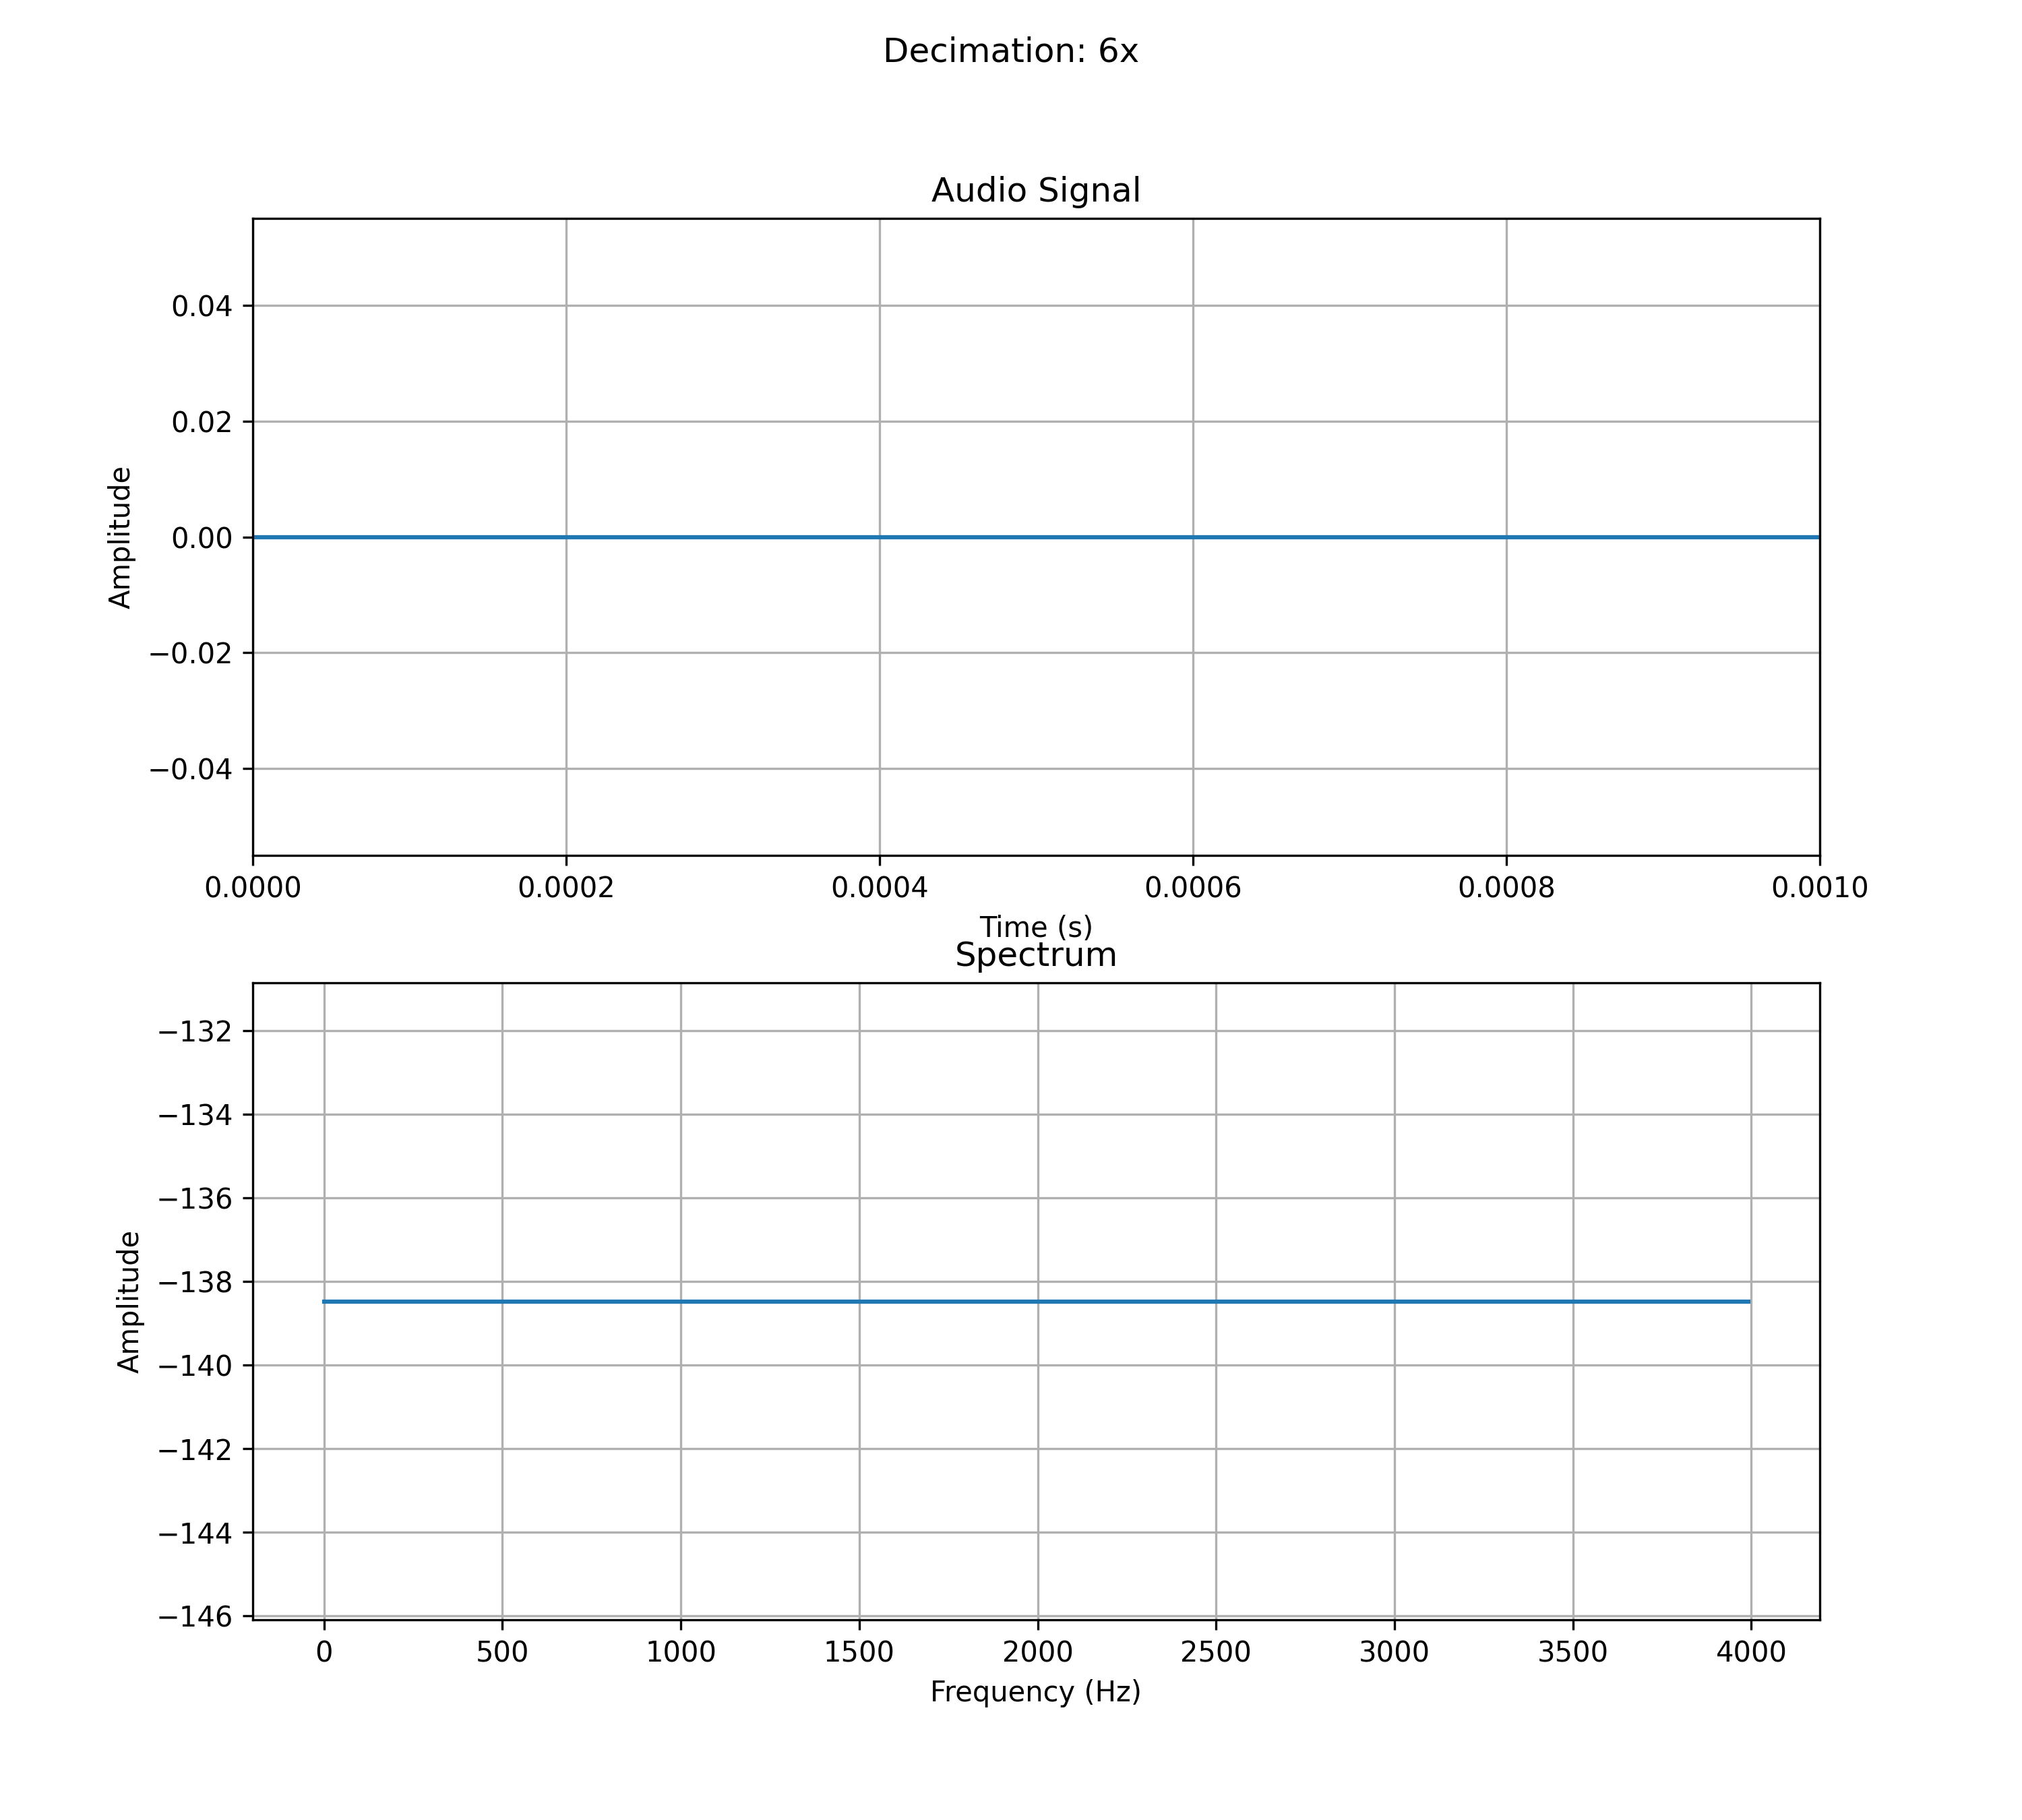 Decimation: 6x
Audio Signal
Amplitude
0.04
0.02
0.00
−0.02
−0.04
0.0000 0.0002 0.0004 0.0006 0.0008 0.0010
Time (s)
Spectrum
Amplitude
−132
−134
−136
−138
−140
−142
−144
−146
0 500 1000 1500 2000 2500 3000 3500 4000
Frequency (Hz)